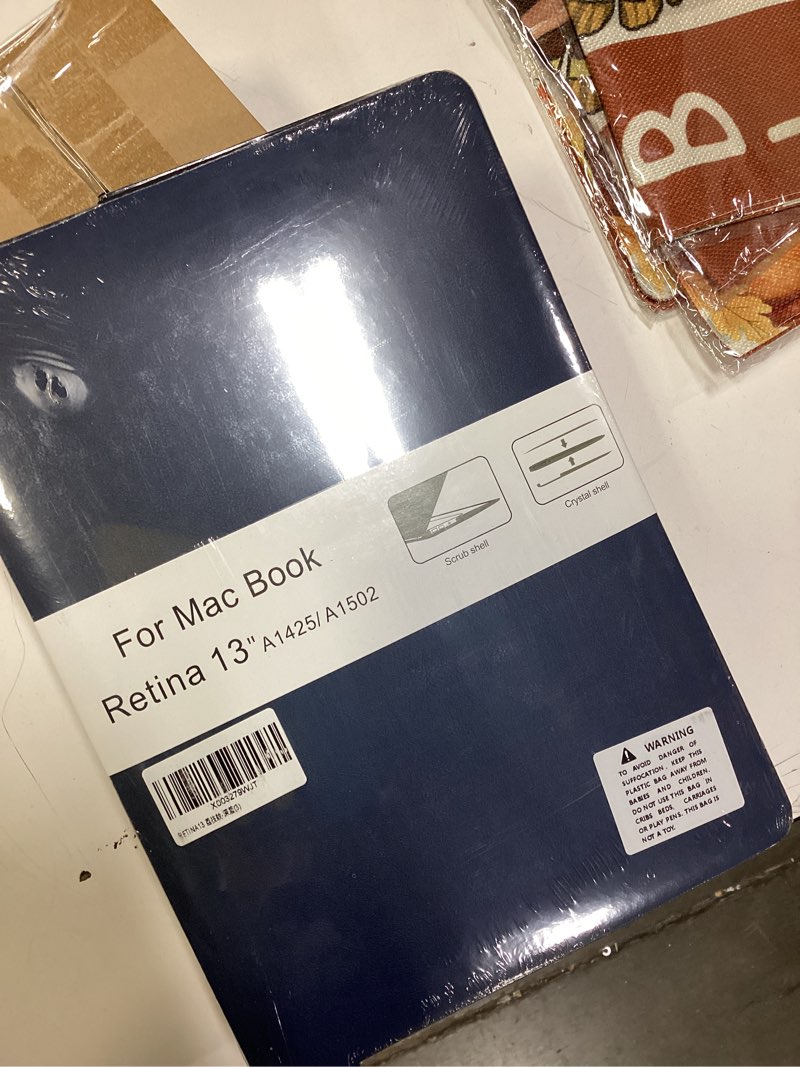 B
For Mac Book
Retina 13" A1425/ A1502
Scrub shell
Crystal shell
X003279WJT
RETINA13
WARNING
TO AVOID DANGER OF
SUFFOCATION, KEEP THIS
PLASTIC BAG AWAY FROM
BABIES AND CHILDREN.
DO NOT USE THIS BAG IN
CRIBS BEDS, CARRIAGES
OR PLAY PENS. THIS BAG IS
NOT A TOY.